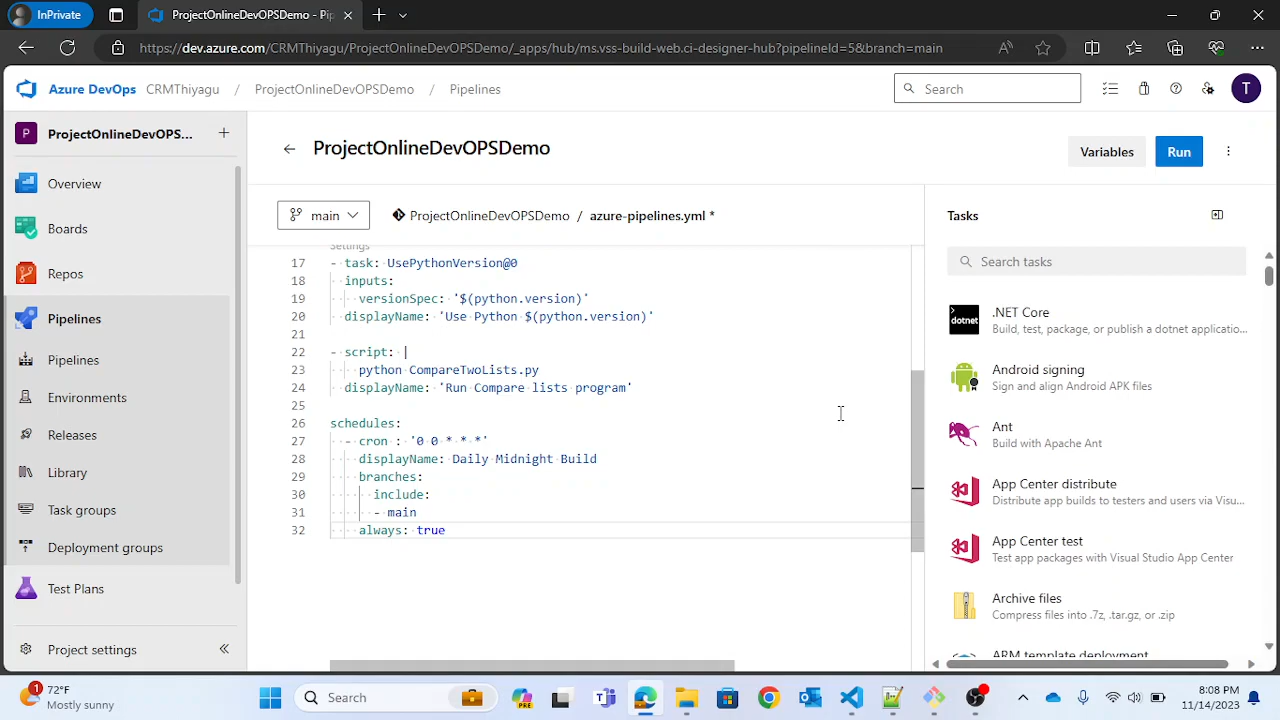 InPrivate
ProjectOnlineDevOPSDemo - Pip
https://dev.azure.com/CRMThiyagu/ProjectOnlineDevOPSDemo/_apps/hub/ms.vss-build-web.ci-designer-hub?pipelineId=5&branch=main
Azure DevOps CRMThiyagu / ProjectOnlineDevOPSDemo / Pipelines
Search
T
P ProjectOnlineDevOPS... +
Overview
Boards
Repos
Pipelines
Pipelines
Environments
Releases
Library
Task groups
Deployment groups
Test Plans
Project settings
ProjectOnlineDevOPSDemo
Variables
Run
main
ProjectOnlineDevOPSDemo / azure-pipelines.yml *
Settings
17 - task: UsePythonVersion@0
18 inputs:
19 versionSpec: '$(python.version)'
20 displayName: 'Use Python $(python.version)'
21
22 - script: |
23 python CompareTwoLists.py
24 displayName: 'Run Compare lists program'
25
26 schedules:
27 - cron : '0 0 * * *'
28 displayName: Daily Midnight Build
29 branches:
30 include:
31 - main
32 always: true
Tasks
Search tasks
dotnet
.NET Core
Build, test, package, or publish a dotnet applicatio...
Android signing
Sign and align Android APK files
Ant
Build with Apache Ant
App Center distribute
Distribute app builds to testers and users via Visu...
App Center test
Test app packages with Visual Studio App Center
Archive files
Compress files into .7z, .tar.gz, or .zip
ARM template deployment
1
72°F
Mostly sunny
Search
PRE
8:08 PM
11/14/2023